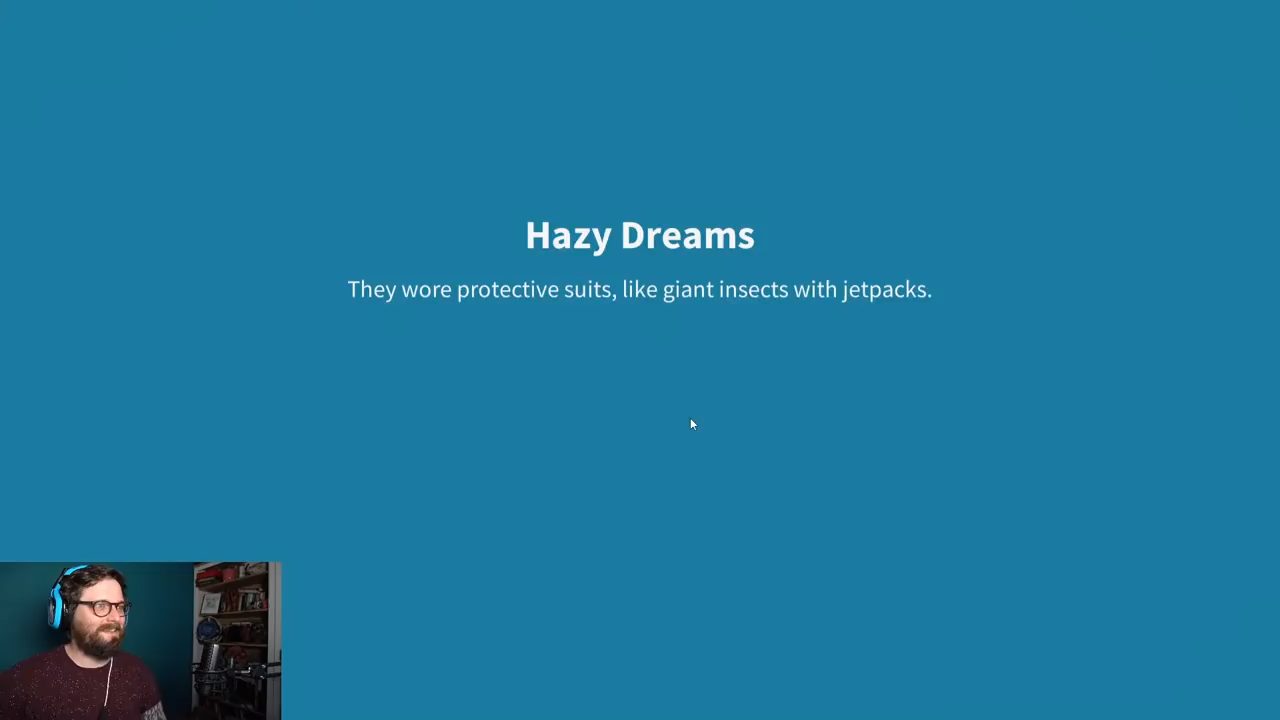 Hazy Dreams
They wore protective suits, like giant insects with jetpacks.